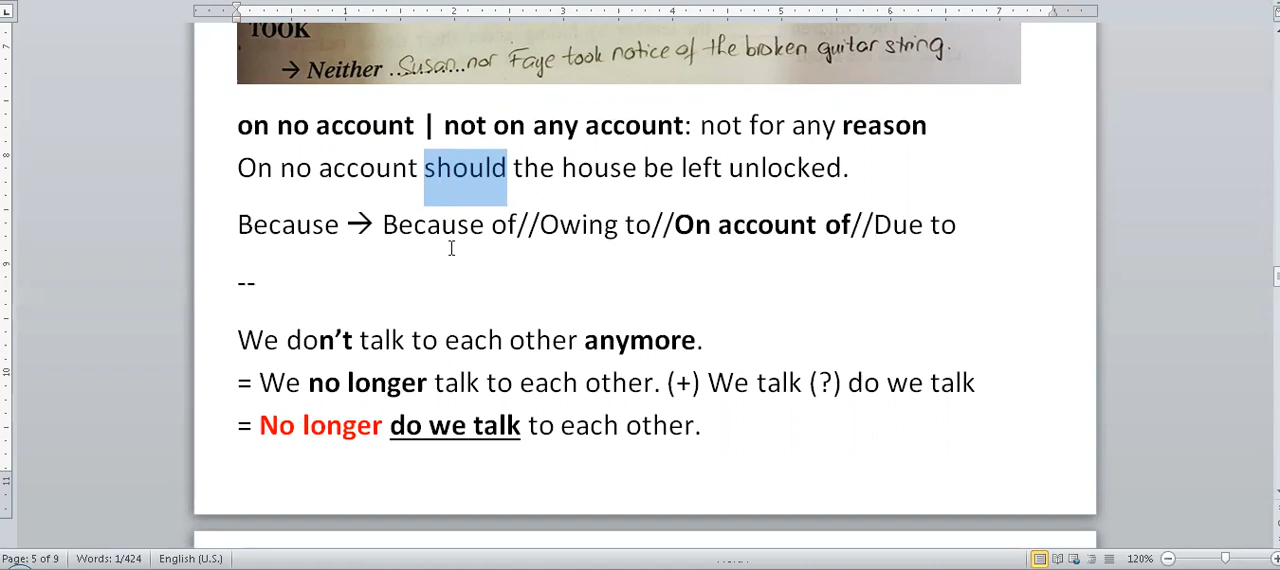 TOOK
→ Neither ..Susan..nor Faye took notice of the broken guitar string.
on no account | not on any account: not for any reason
On no account should the house be left unlocked.
Because → Because of//Owing to//On account of//Due to
--
We don't talk to each other anymore.
= We no longer talk to each other. (+) We talk (?) do we talk
= No longer do we talk to each other.
Page: 5 of 9 Words: 1/424 English (U.S.) 120%